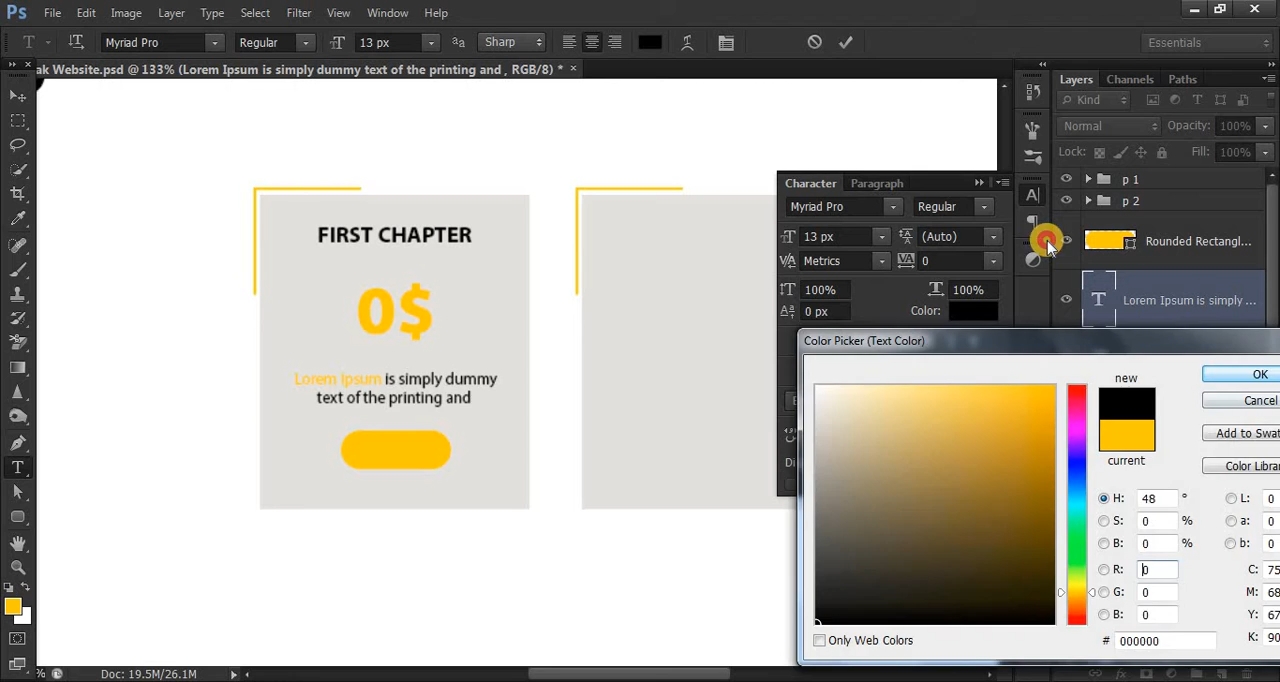 Ps File Edit Image Layer Type Select Filter View Window Help
T Myriad Pro Regular 13 px Sharp Essentials
ak Website.psd @ 133% (Lorem Ipsum is simply dummy text of the printing and , RGB/8) * ×
Layers Channels Paths
Kind
Normal Opacity: 100%
Lock: Fill: 100%
p 1
p 2
Rounded Rectangl...
Lorem Ipsum is simply ...
FIRST CHAPTER
0$
Lorem Ipsum is simply dummy
text of the printing and
Character Paragraph
Myriad Pro Regular
13 px (Auto)
Metrics 0
100% 100%
0 px Color:
Color Picker (Text Color)
new
current
OK
Cancel
Add to Swat
Color Libra
H: 48 ° L: 0
S: 0 % a: 0
B: 0 % b: 0
R: 0 C: 75
G: 0 M: 68
B: 0 Y: 67
# 000000 K: 90
Only Web Colors
Di
% Doc: 19.5M/26.1M